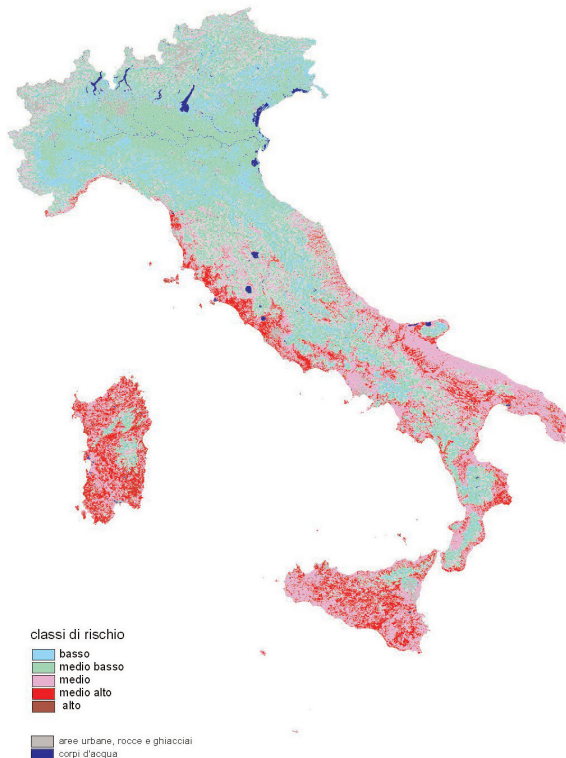 classi di rischio
basso
medio basso
medio
medio alto
alto
aree urbane, rocce e ghiacciai
corpi d'acqua